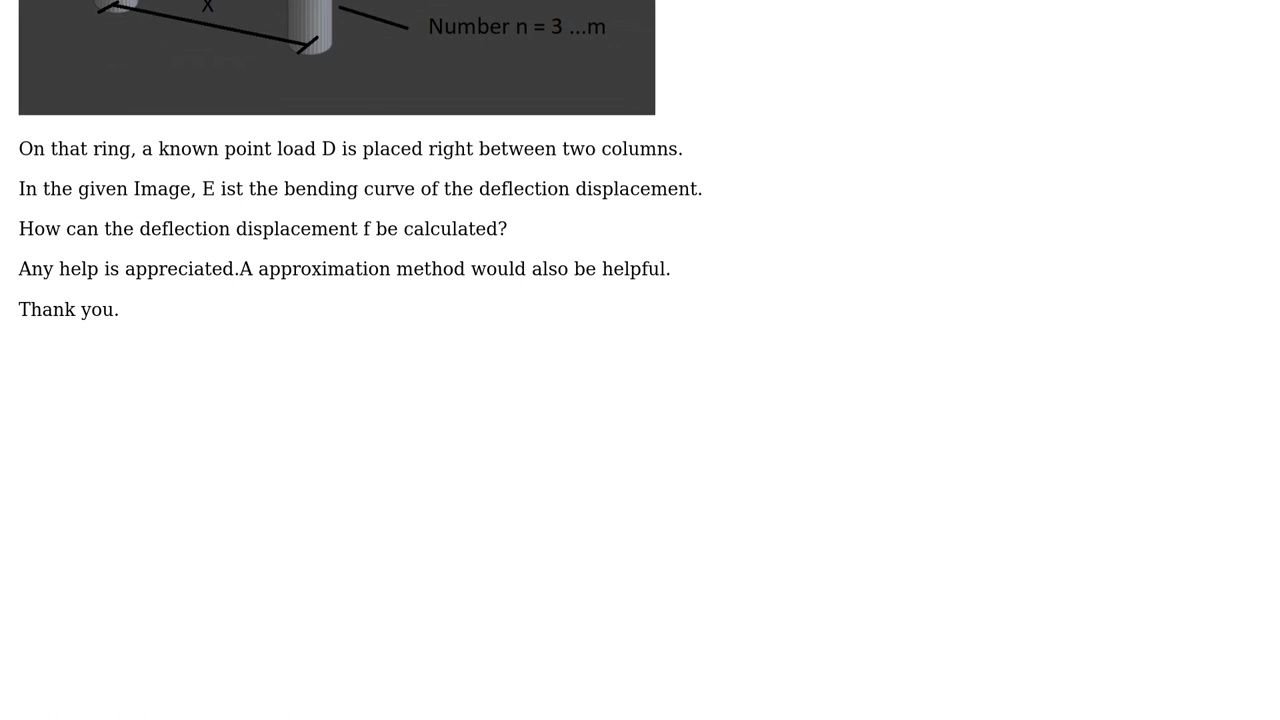 X
Number n = 3 ...m
On that ring, a known point load D is placed right between two columns.
In the given Image, E ist the bending curve of the deflection displacement.
How can the deflection displacement f be calculated?
Any help is appreciated.A approximation method would also be helpful.
Thank you.